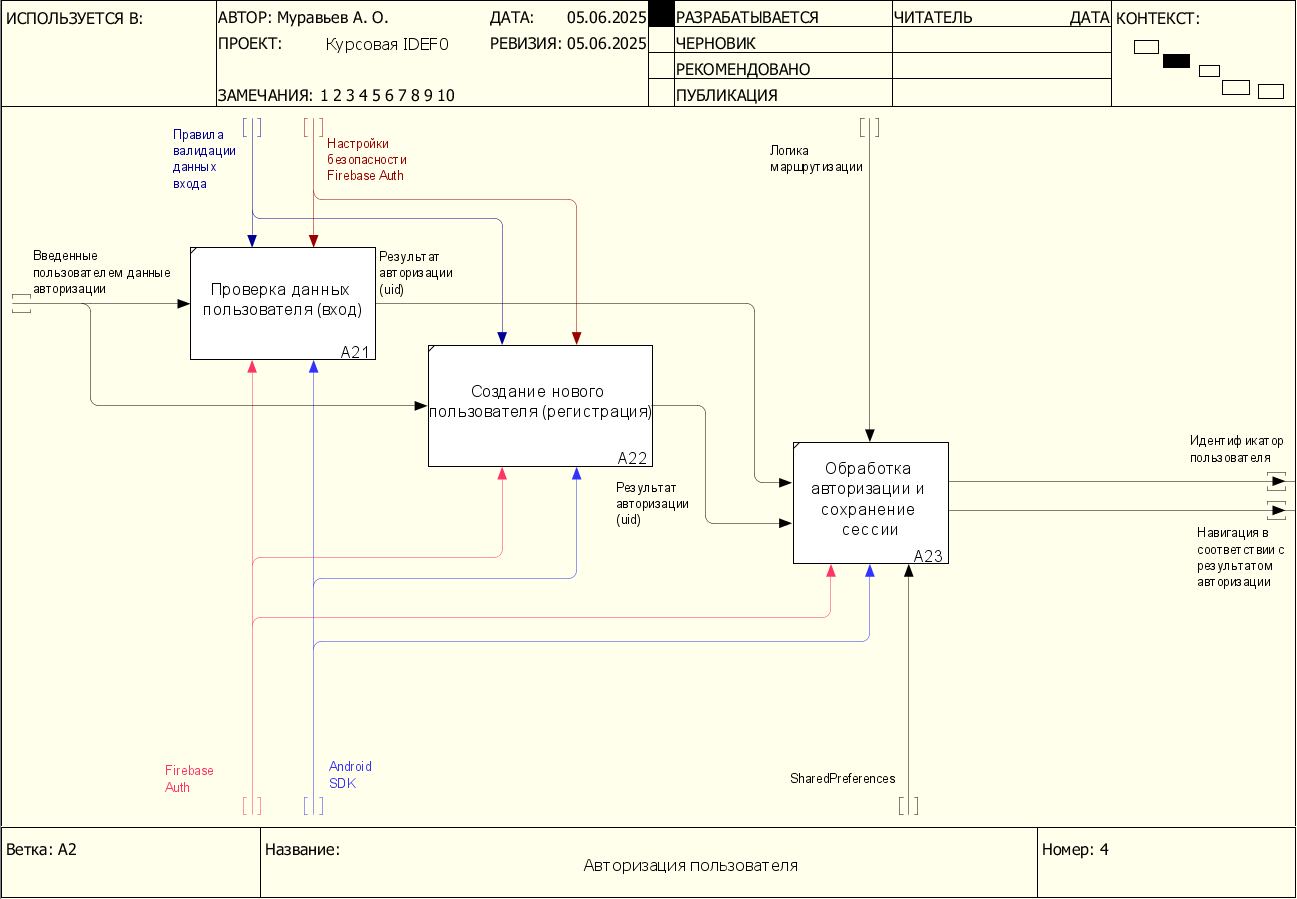 ИСПОЛЬЗУЕТСЯ В:
АВТОР: Муравьев А. О.
ДАТА: 05.06.2025
ПРОЕКТ: Курсовая IDEF0
РЕВИЗИЯ: 05.06.2025
ЗАМЕЧАНИЯ: 1 2 3 4 5 6 7 8 9 10
РАЗРАБАТЫВАЕТСЯ
ЧЕРНОВИК
РЕКОМЕНДОВАНО
ПУБЛИКАЦИЯ
ЧИТАТЕЛЬ
ДАТА
КОНТЕКСТ:
Правила
валидации
данных
входа
Настройки
безопасности
Firebase Auth
Логика
маршрутизации
Введенные
пользователем данные
авторизации
Проверка данных
пользователя (вход)
A21
Результат
авторизации
(uid)
Создание нового
пользователя (регистрация)
A22
Результат
авторизации
(uid)
Обработка
авторизации и
сохранение
сессии
A23
Идентификатор
пользователя
Навигация в
соответствии с
результатом
авторизации
Firebase
Auth
Android
SDK
SharedPreferences
Ветка: A2
Название:
Авторизация пользователя
Номер: 4